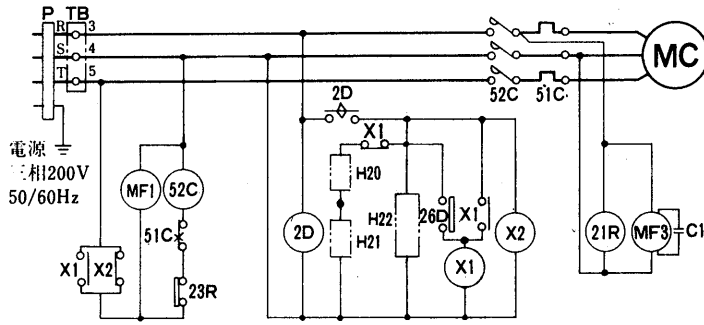 P TB
R 3
S 4
T 5
52C 51C
MC
2D
X1
電源
三相200V
50/60Hz
MF1 52C
H20
H21
H22
26D X1
2D
X2
21R MF3 C1
51C
X1 X2
X1
23R